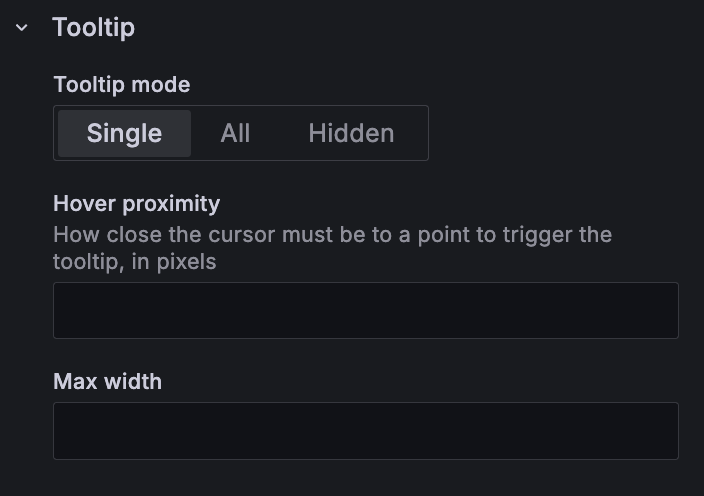 Tooltip
Tooltip mode
Single All Hidden
Hover proximity
How close the cursor must be to a point to trigger the
tooltip, in pixels
Max width